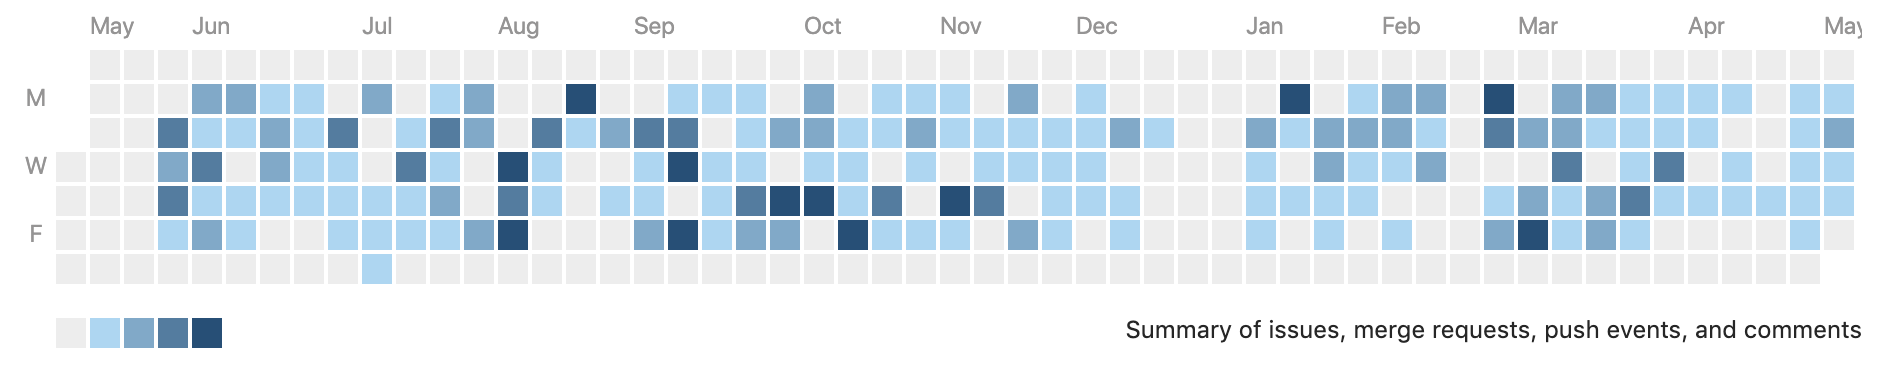 May Jun Jul Aug Sep Oct Nov Dec Jan Feb Mar Apr May
M
W
F
Summary of issues, merge requests, push events, and comments